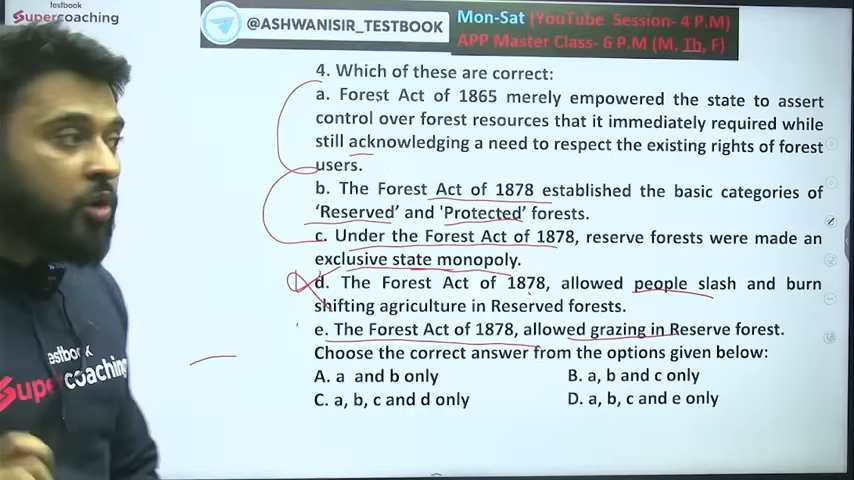 testbook
Supercoaching
@ASHWANISIR_TESTBOOK
Mon-Sat (YouTube Session- 4 P.M)
APP Master Class- 6 P.M (M, Th, F)
4. Which of these are correct:
a. Forest Act of 1865 merely empowered the state to assert
control over forest resources that it immediately required while
still acknowledging a need to respect the existing rights of forest
users.
b. The Forest Act of 1878 established the basic categories of
‘Reserved’ and 'Protected’ forests.
c. Under the Forest Act of 1878, reserve forests were made an
exclusive state monopoly.
d. The Forest Act of 1878, allowed people slash and burn
shifting agriculture in Reserved forests.
e. The Forest Act of 1878, allowed grazing in Reserve forest.
Choose the correct answer from the options given below:
A. a and b only B. a, b and c only
C. a, b, c and d only D. a, b, c and e only
testbook
Supercoaching